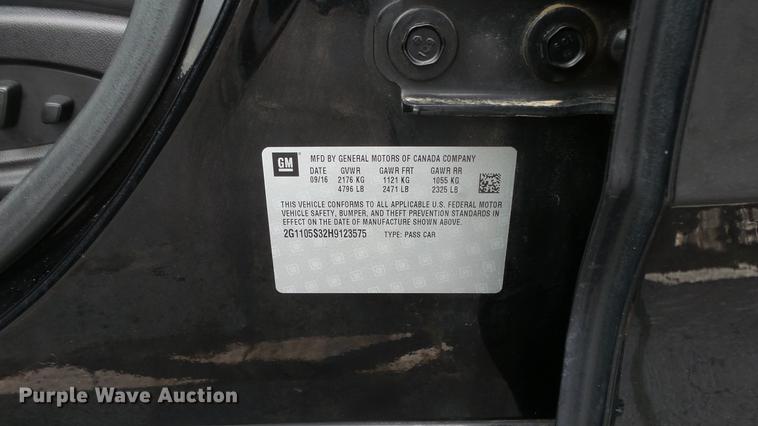 GM
MFD BY GENERAL MOTORS OF CANADA COMPANY
DATE GVWR GAWR FRT GAWR RR
09/16 2176 KG 1121 KG 1055 KG
4796 LB 2471 LB 2325 LB
THIS VEHICLE CONFORMS TO ALL APPLICABLE U.S. FEDERAL MOTOR
VEHICLE SAFETY, BUMPER, AND THEFT PREVENTION STANDARDS IN
EFFECT ON THE DATE OF MANUFACTURE SHOWN ABOVE.
2G1105S32H9123575 TYPE: PASS CAR
Purple Wave Auction